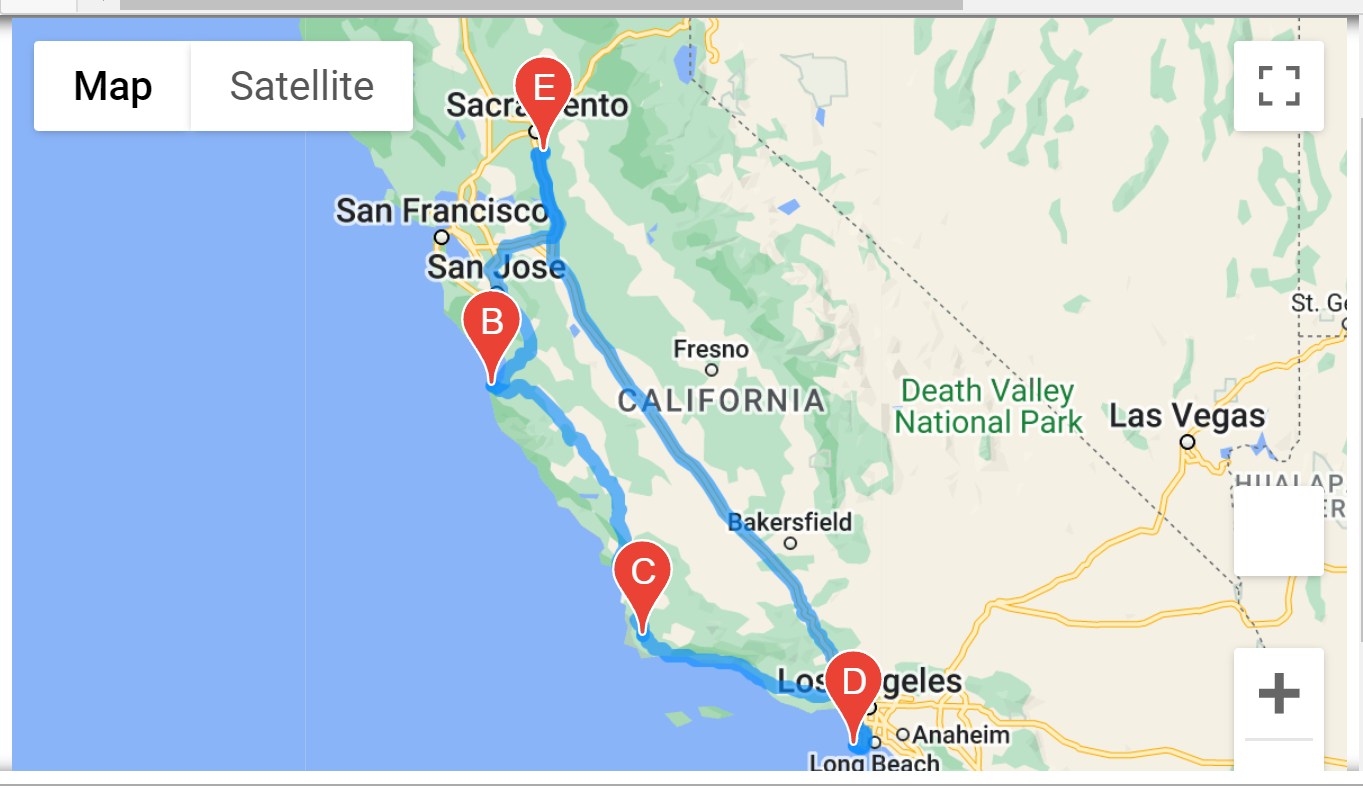 Map
Satellite
E
Sacramento
San Francisco
San Jose
B
St. Ge
Fresno
CALIFORNIA
Death Valley
National Park
Las Vegas
HUALAP
ER
Bakersfield
C
Los Angeles
D
Anaheim
Long Beach